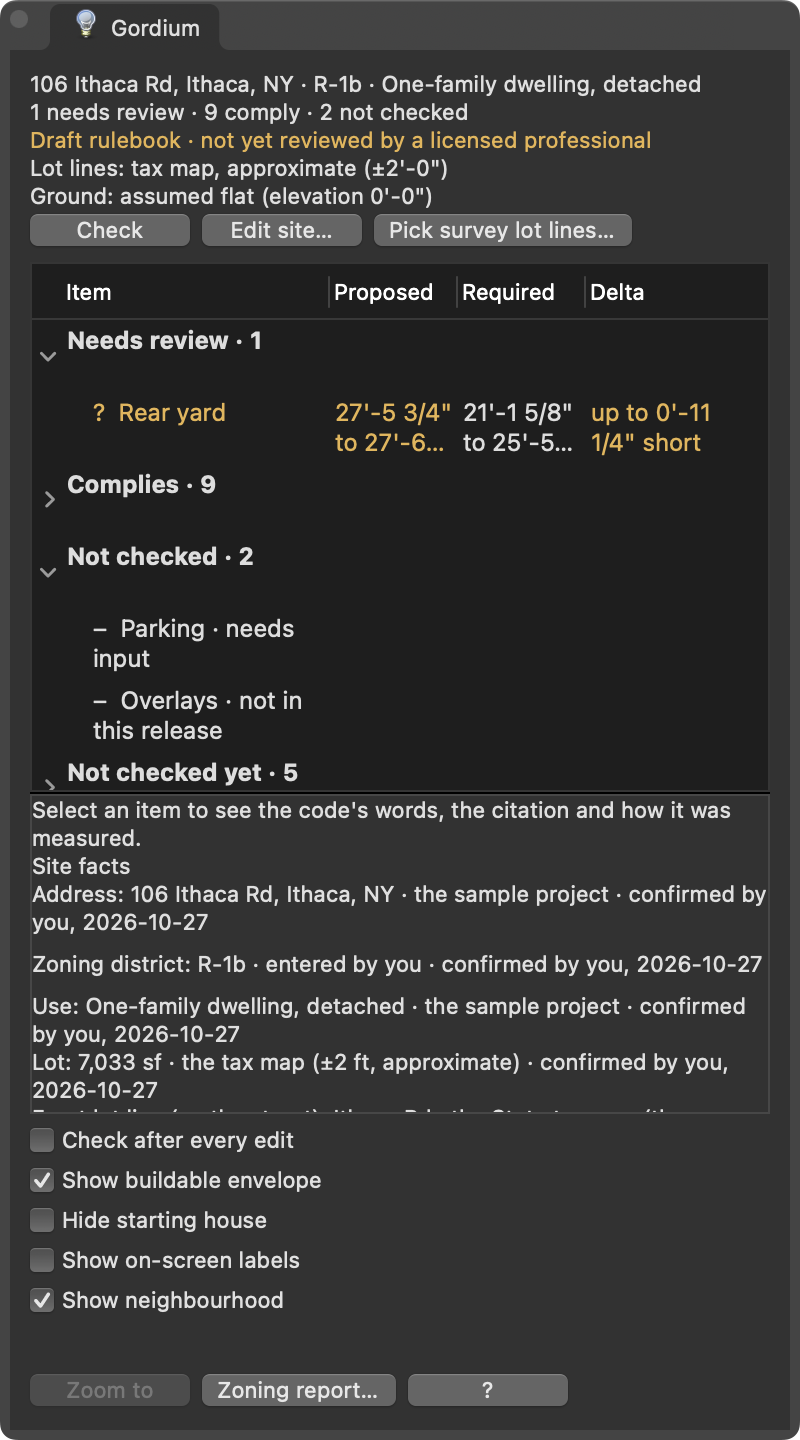 Gordium
106 Ithaca Rd, Ithaca, NY · R-1b · One-family dwelling, detached
1 needs review · 9 comply · 2 not checked
Draft rulebook · not yet reviewed by a licensed professional
Lot lines: tax map, approximate (±2'-0")
Ground: assumed flat (elevation 0'-0")
Check Edit site... Pick survey lot lines...
Item Proposed Required Delta
Needs review · 1
? Rear yard 27'-5 3/4" 21'-1 5/8" up to 0'-11
to 27'-6... to 25'-5... 1/4" short
Complies · 9
Not checked · 2
– Parking · needs
input
– Overlays · not in
this release
Not checked yet · 5
Select an item to see the code's words, the citation and how it was
measured.
Site facts
Address: 106 Ithaca Rd, Ithaca, NY · the sample project · confirmed by
you, 2026-10-27
Zoning district: R-1b · entered by you · confirmed by you, 2026-10-27
Use: One-family dwelling, detached · the sample project · confirmed
by you, 2026-10-27
Lot: 7,033 sf · the tax map (±2 ft, approximate) · confirmed by you,
2026-10-27
Check after every edit
Show buildable envelope
Hide starting house
Show on-screen labels
Show neighbourhood
Zoom to Zoning report... ?